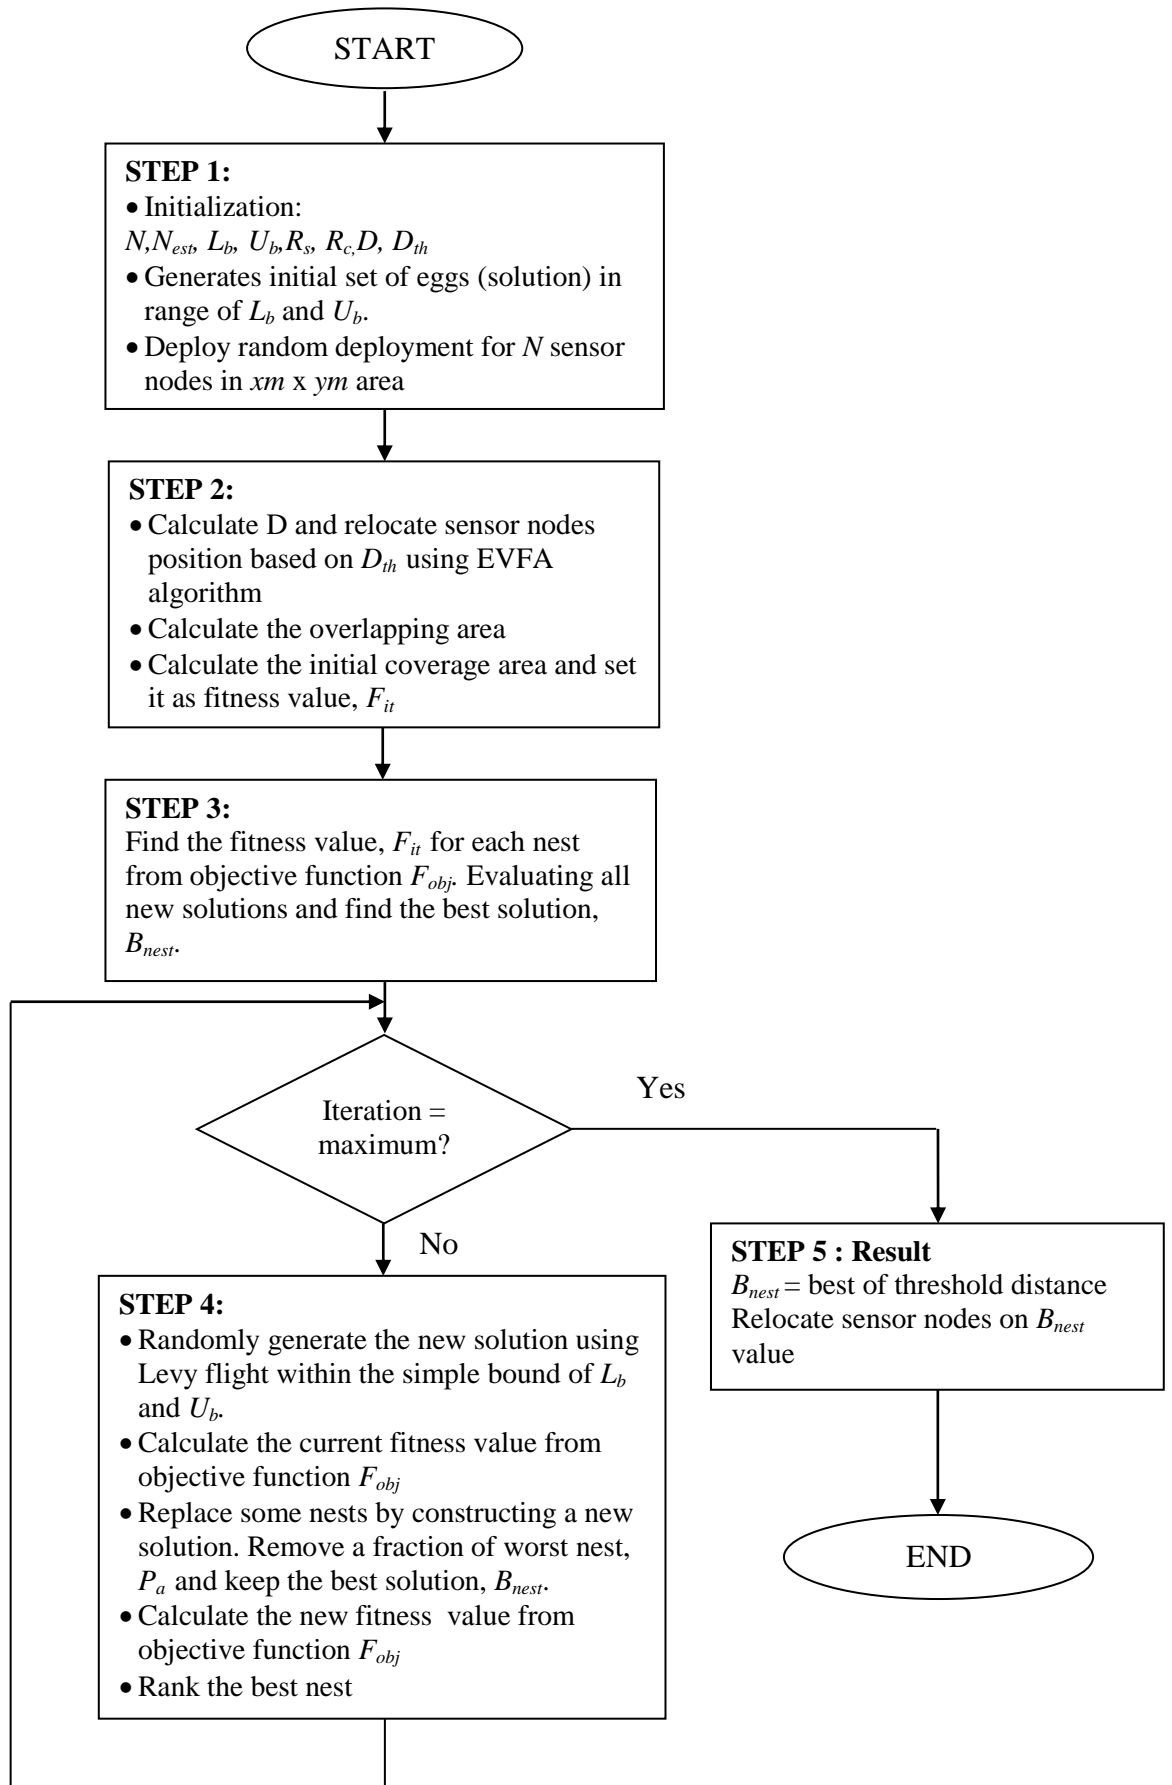 START
STEP 1:
• Initialization:
N,Nest, Lb, Ub,Rs, Rc,D, Dth
• Generates initial set of eggs (solution) in
range of Lb and Ub.
• Deploy random deployment for N sensor
nodes in xm x ym area
STEP 2:
• Calculate D and relocate sensor nodes
position based on Dth using EVFA
algorithm
• Calculate the overlapping area
• Calculate the initial coverage area and set
it as fitness value, Fit
STEP 3:
Find the fitness value, Fit for each nest
from objective function Fobj. Evaluating all
new solutions and find the best solution,
Bnest.
Iteration =
maximum?
Yes
No
STEP 4:
• Randomly generate the new solution using
Levy flight within the simple bound of Lb
and Ub.
• Calculate the current fitness value from
objective function Fobj
• Replace some nests by constructing a new
solution. Remove a fraction of worst nest,
Pa and keep the best solution, Bnest.
• Calculate the new fitness value from
objective function Fobj
• Rank the best nest
STEP 5 : Result
Bnest = best of threshold distance
Relocate sensor nodes on Bnest
value
END